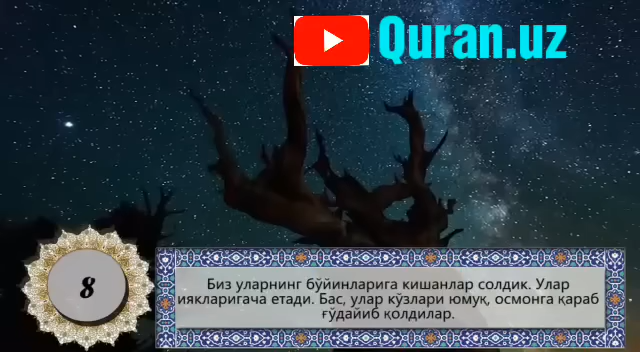 Quran.uz
8
Биз уларнинг бўйинларига кишанлар солдик. Улар
иякларигача етади. Бас, улар кўзлари юмуқ, осмонга қараб
ғўдайиб қолдилар.